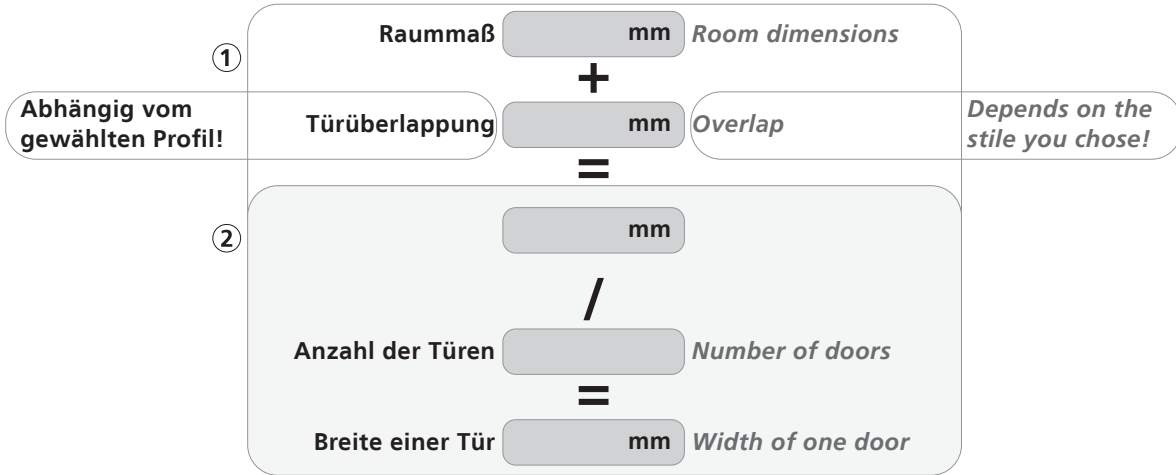 ①
Raummaß mm Room dimensions
+
Abhängig vom
gewählten Profil!
Türüberlappung mm Overlap
Depends on the
stile you chose!
=
②
mm
/
Anzahl der Türen Number of doors
=
Breite einer Tür mm Width of one door